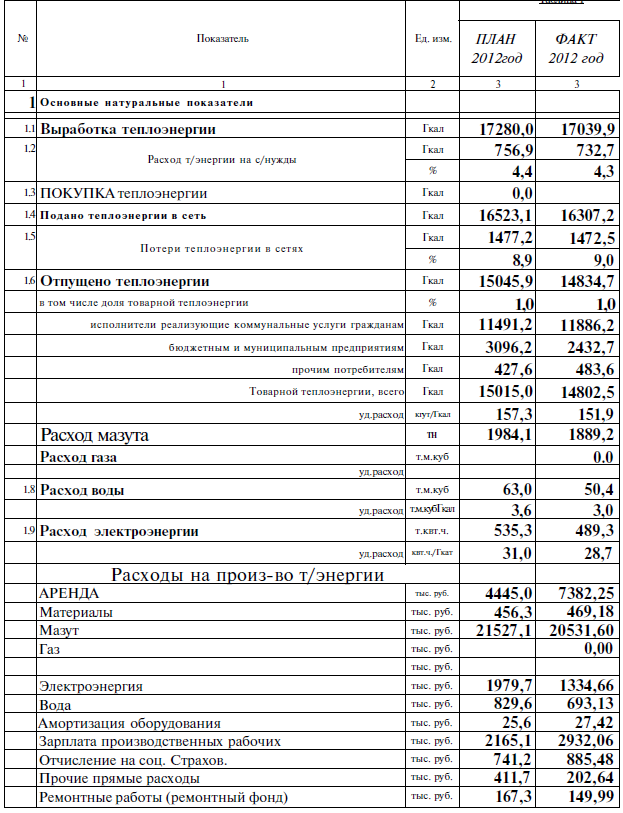 № Показатель Ед. изм. ПЛАН 2012год ФАКТ 2012 год
1 1 2 3 3
1 Основные натуральные показатели
1.1 Выработка теплоэнергии Гкал 17280,0 17039,9
1.2 Расход т/энергии на с/нужды Гкал 756,9 732,7
% 4,4 4,3
1.3 ПОКУПКА теплоэнергии Гкал 0,0
1.4 Подано теплоэнергии в сеть Гкал 16523,1 16307,2
1.5 Потери теплоэнергии в сетях Гкал 1477,2 1472,5
% 8,9 9,0
1.6 Отпущено теплоэнергии Гкал 15045,9 14834,7
в том числе доля товарной теплоэнергии % 1,0 1,0
исполнители реализующие коммунальные услуги гражданам Гкал 11491,2 11886,2
бюджетным и муниципальным предприятиям Гкал 3096,2 2432,7
прочим потребителям Гкал 427,6 483,6
Товарной теплоэнергии, всего Гкал 15015,0 14802,5
уд.расход кгут/Гкал 157,3 151,9
Расход мазута тн 1984,1 1889,2
Расход газа т.м.куб 0.0
уд.расход
1.8 Расход воды т.м.куб 63,0 50,4
уд.расход т.м.кубГкал 3,6 3,0
1.9 Расход электроэнергии т.квт.ч. 535,3 489,3
уд.расход квт.ч./Гкат 31,0 28,7
Расходы на произ-во т/энергии
АРЕНДА тыс. руб. 4445,0 7382,25
Материалы тыс. руб. 456,3 469,18
Мазут тыс. руб. 21527,1 20531,60
Газ тыс. руб. 0,00
тыс. руб.
Электроэнергия тыс. руб. 1979,7 1334,66
Вода тыс. руб. 829,6 693,13
Амортизация оборудования тыс. руб. 25,6 27,42
Зарплата производственных рабочих тыс. руб. 2165,1 2932,06
Отчисление на соц. Страхов. тыс. руб. 741,2 885,48
Прочие прямые расходы тыс. руб. 411,7 202,64
Ремонтные работы (ремонтный фонд) тыс. руб. 167,3 149,99